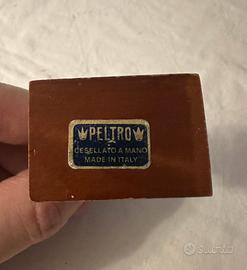 PELTRO
CESELLATO A MANO
MADE IN ITALY
subito